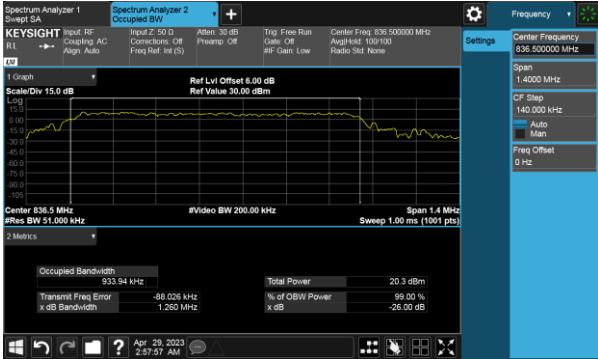 Spectrum Analyzer 1
Swept SA
Spectrum Analyzer 2
Occupied BW
+
Frequency
KEYSIGHT
RL
Input: RF
Coupling: AC
Align: Auto
Input Z: 50 Ω
Corrections: Off
Freq Ref: Int (S)
Atten: 30 dB
Preamp: Off
Trig: Free Run
Gate: Off
#IF Gain: Low
Center Freq: 836.500000 MHz
Avg|Hold: 100/100
Radio Std: None
Settings
Center Frequency
836.500000 MHz
Span
1.4000 MHz
CF Step
140.000 kHz
Auto
Man
Freq Offset
0 Hz
1 Graph
Scale/Div 15.0 dB
Ref Lvl Offset 6.00 dB
Ref Value 30.00 dBm
Log
15.0
0.00
-15.0
-30.0
-45.0
-60.0
-75.0
-90.0
-105
Center 836.5 MHz
#Video BW 200.00 kHz
Span 1.4 MHz
#Res BW 51.000 kHz
Sweep 1.00 ms (1001 pts)
2 Metrics
Occupied Bandwidth
933.94 kHz
Total Power
20.3 dBm
Transmit Freq Error
-88.026 kHz
% of OBW Power
99.00 %
x dB Bandwidth
1.260 MHz
x dB
-26.00 dB
?
Apr 29, 2023
2:57:57 AM